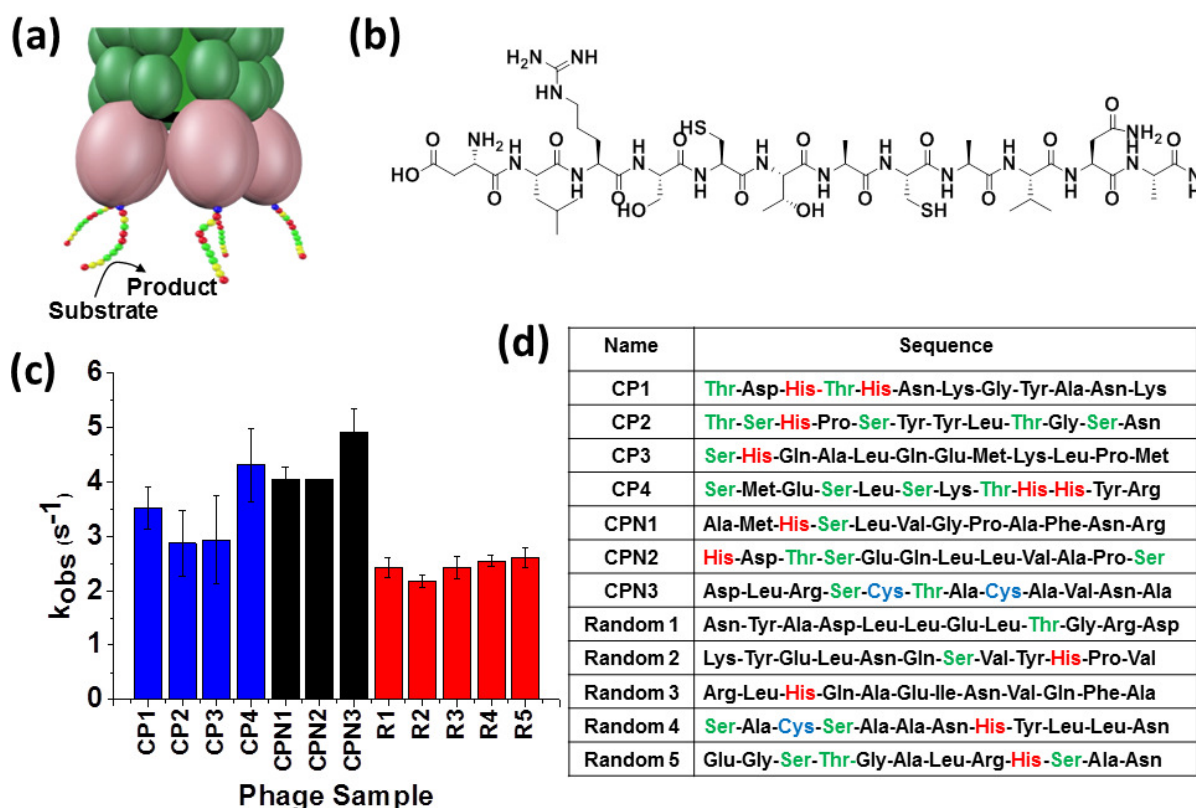 (a)
Substrate
Product
(b)
HO
O
NH2
O
H2N
NH
NH
HN
O
HO
O
HS
O
OH
O
SH
O
O
NH2
O
(c)
kobs (s-1)
6
5
4
3
2
1
0
CP1 CP2 CP3 CP4 CPN1 CPN2 CPN3 R1 R2 R3 R4 R5
Phage Sample
(d)
Name Sequence
CP1 Thr-Asp-His-Thr-His-Asn-Lys-Gly-Tyr-Ala-Asn-Lys
CP2 Thr-Ser-His-Pro-Ser-Tyr-Tyr-Leu-Thr-Gly-Ser-Asn
CP3 Ser-His-Gln-Ala-Leu-Gln-Glu-Met-Lys-Leu-Pro-Met
CP4 Ser-Met-Glu-Ser-Leu-Ser-Lys-Thr-His-His-Tyr-Arg
CPN1 Ala-Met-His-Ser-Leu-Val-Gly-Pro-Ala-Phe-Asn-Arg
CPN2 His-Asp-Thr-Ser-Glu-Gln-Leu-Leu-Val-Ala-Pro-Ser
CPN3 Asp-Leu-Arg-Ser-Cys-Thr-Ala-Cys-Ala-Val-Asn-Ala
Random 1 Asn-Tyr-Ala-Asp-Leu-Leu-Glu-Leu-Thr-Gly-Arg-Asp
Random 2 Lys-Tyr-Glu-Leu-Asn-Gln-Ser-Val-Tyr-His-Pro-Val
Random 3 Arg-Leu-His-Gln-Ala-Glu-Ile-Asn-Val-Gln-Phe-Ala
Random 4 Ser-Ala-Cys-Ser-Ala-Ala-Asn-His-Tyr-Leu-Leu-Asn
Random 5 Glu-Gly-Ser-Thr-Gly-Ala-Leu-Arg-His-Ser-Ala-Asn